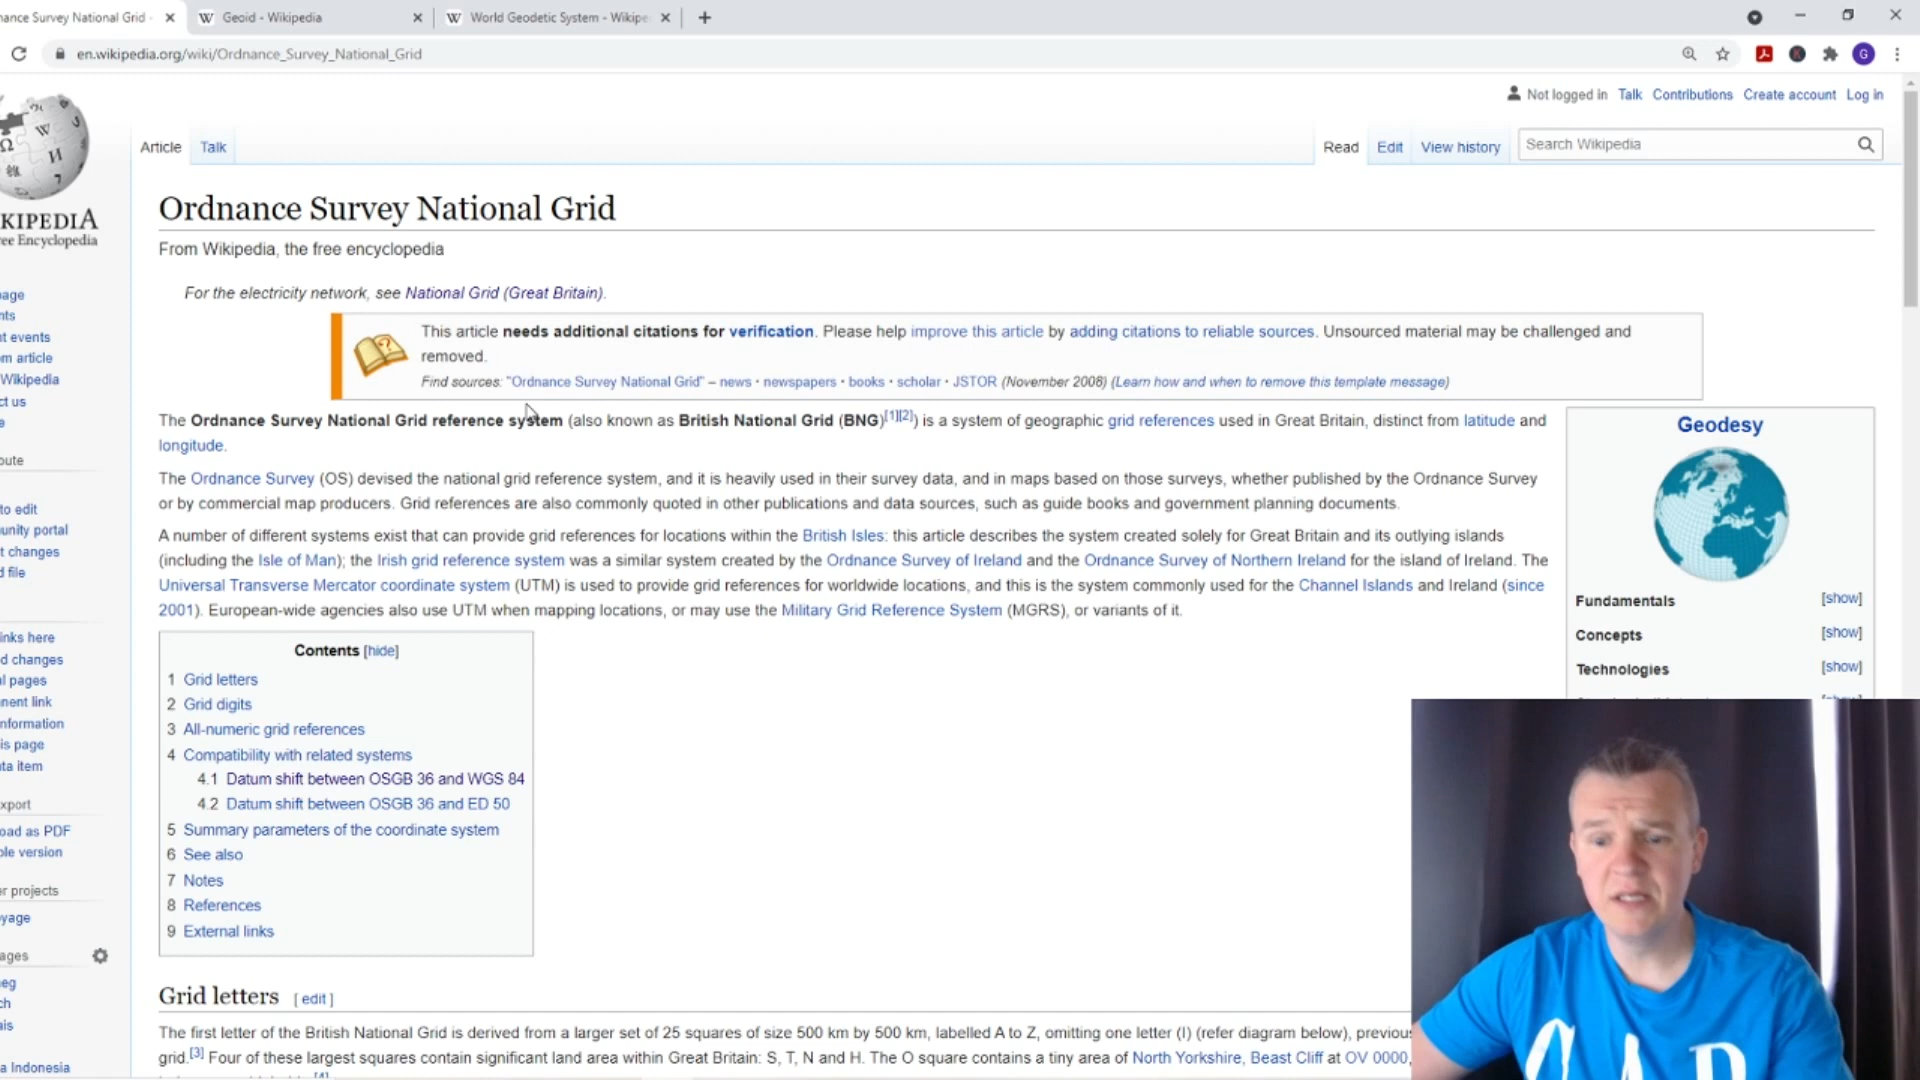 nance Survey National Grid -
Geoid - Wikipedia
World Geodetic System - Wikipe
en.wikipedia.org/wiki/Ordnance_Survey_National_Grid
G
Not logged in Talk Contributions Create account Log in
Article Talk Read Edit View history Search Wikipedia
KIPEDIA
ree Encyclopedia
Ordnance Survey National Grid
From Wikipedia, the free encyclopedia
For the electricity network, see National Grid (Great Britain).
This article needs additional citations for verification. Please help improve this article by adding citations to reliable sources. Unsourced material may be challenged and
removed.
Find sources: "Ordnance Survey National Grid" – news · newspapers · books · scholar · JSTOR (November 2008) (Learn how and when to remove this template message)
The Ordnance Survey National Grid reference system (also known as British National Grid (BNG)[1][2]) is a system of geographic grid references used in Great Britain, distinct from latitude and
longitude.
The Ordnance Survey (OS) devised the national grid reference system, and it is heavily used in their survey data, and in maps based on those surveys, whether published by the Ordnance Survey
or by commercial map producers. Grid references are also commonly quoted in other publications and data sources, such as guide books and government planning documents.
A number of different systems exist that can provide grid references for locations within the British Isles: this article describes the system created solely for Great Britain and its outlying islands
(including the Isle of Man); the Irish grid reference system was a similar system created by the Ordnance Survey of Ireland and the Ordnance Survey of Northern Ireland for the island of Ireland. The
Universal Transverse Mercator coordinate system (UTM) is used to provide grid references for worldwide locations, and this is the system commonly used for the Channel Islands and Ireland (since
2001). European-wide agencies also use UTM when mapping locations, or may use the Military Grid Reference System (MGRS), or variants of it.
Contents [hide]
1 Grid letters
2 Grid digits
3 All-numeric grid references
4 Compatibility with related systems
4.1 Datum shift between OSGB 36 and WGS 84
4.2 Datum shift between OSGB 36 and ED 50
5 Summary parameters of the coordinate system
6 See also
7 Notes
8 References
9 External links
Grid letters [ edit ]
The first letter of the British National Grid is derived from a larger set of 25 squares of size 500 km by 500 km, labelled A to Z, omitting one letter (I) (refer diagram below), previous
grid.[3] Four of these largest squares contain significant land area within Great Britain: S, T, N and H. The O square contains a tiny area of North Yorkshire, Beast Cliff at OV 0000,
Geodesy
Fundamentals [show]
Concepts [show]
Technologies [show]
age
nts
t events
m article
Wikipedia
ct us
e
oute
to edit
unity portal
t changes
d file
inks here
d changes
l pages
nent link
nformation
is page
ta item
xport
oad as PDF
ble version
r projects
yage
ages
eg
ch
ais
a Indonesia